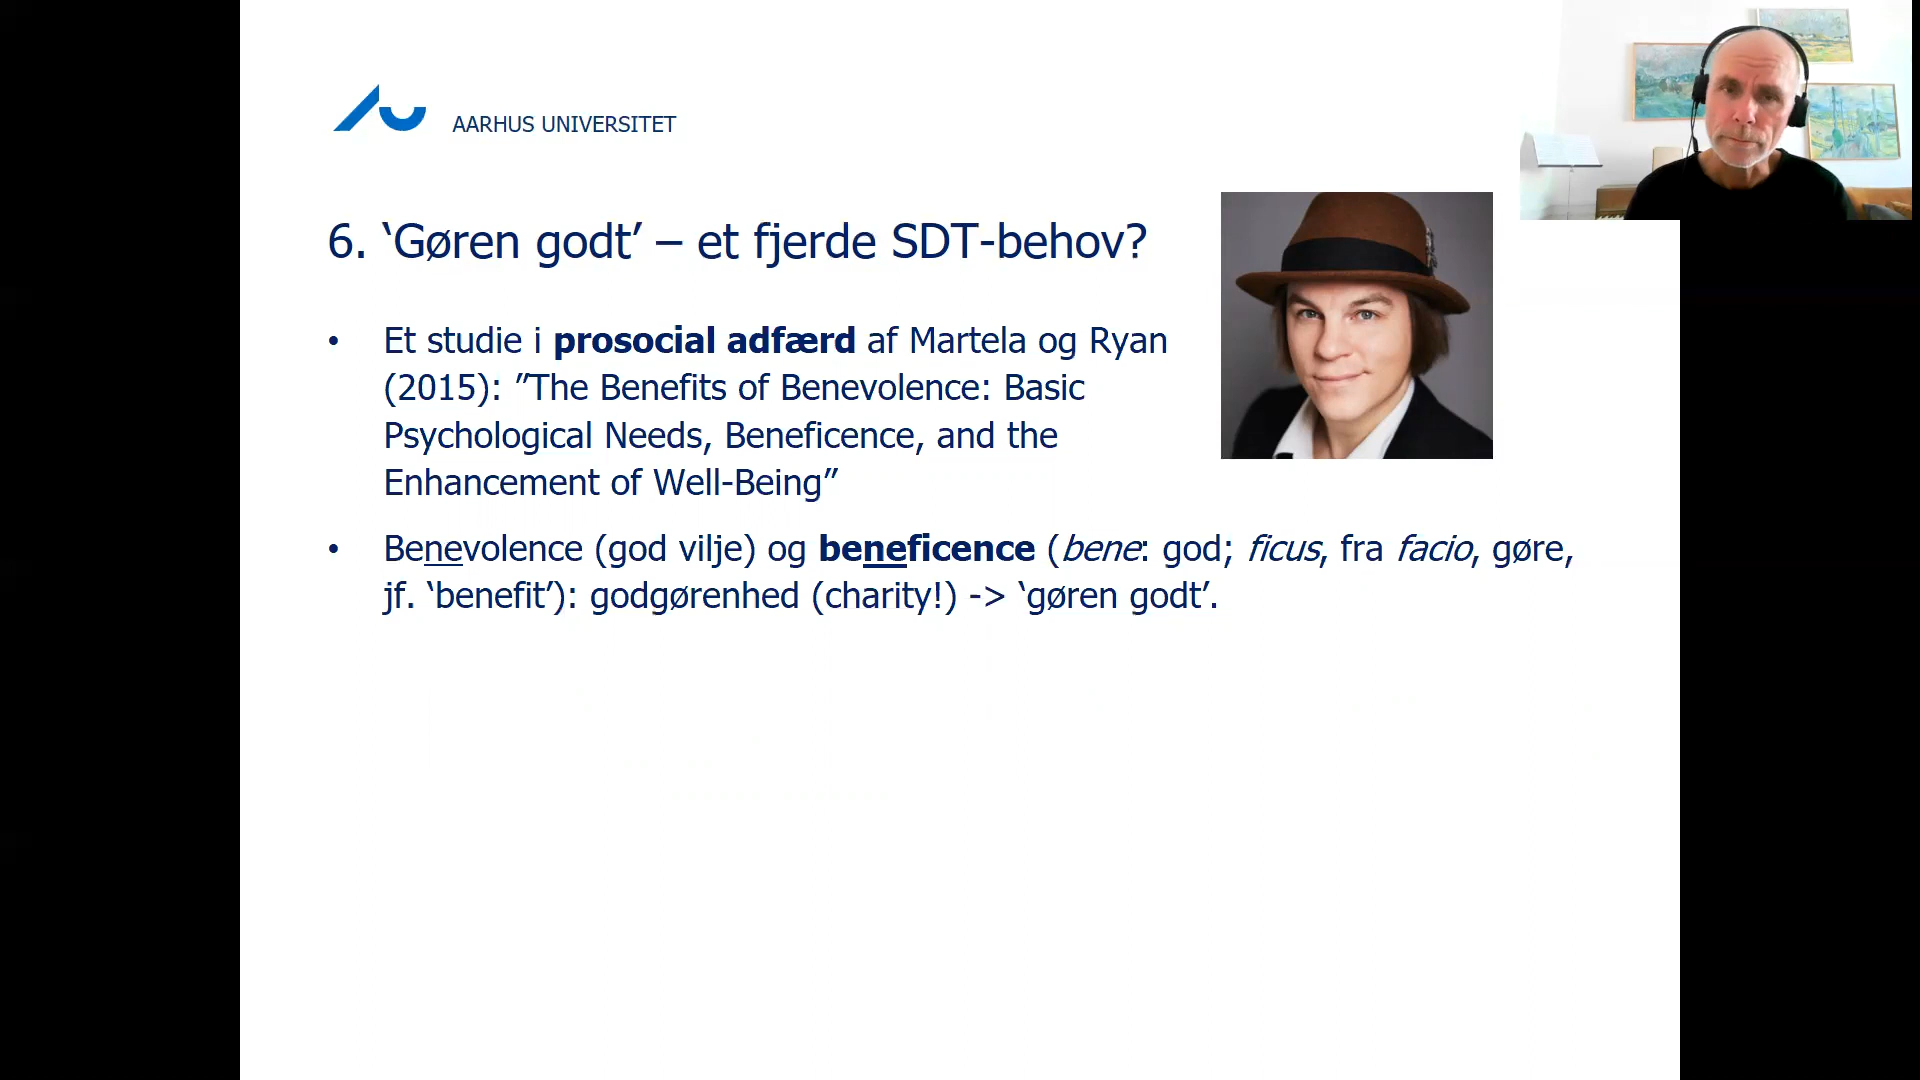 AARHUS UNIVERSITET
6. ‘Gøren godt’ – et fjerde SDT-behov?
• Et studie i prosocial adfærd af Martela og Ryan
(2015): ”The Benefits of Benevolence: Basic
Psychological Needs, Beneficence, and the
Enhancement of Well-Being”
• Benevolence (god vilje) og beneficence (bene: god; ficus, fra facio, gøre,
jf. ‘benefit’): godgørenhed (charity!) -> ‘gøren godt’.